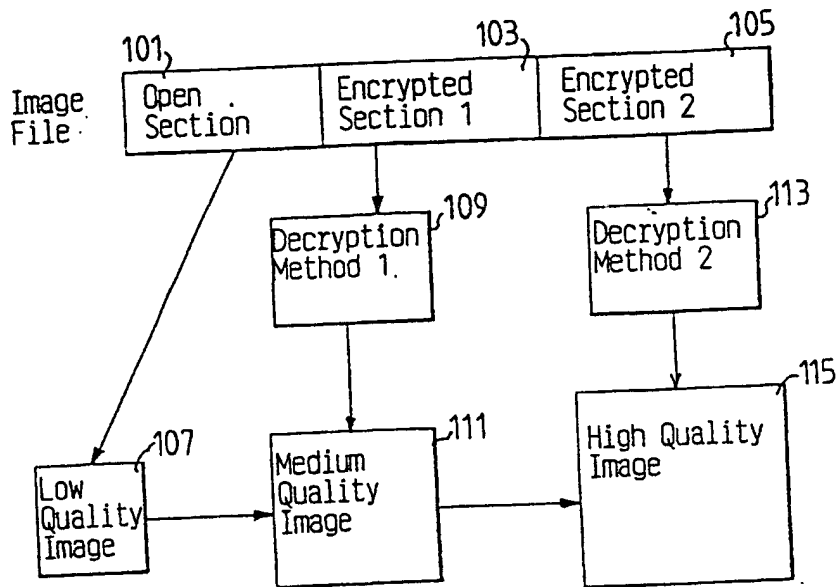 101
103
105
Image
File
Open
Section
Encrypted
Section 1
Encrypted
Section 2
109
113
Decryption
Method 1.
Decryption
Method 2
107
111
115
Low
Quality
Image
Medium
Quality
Image
High Quality
Image